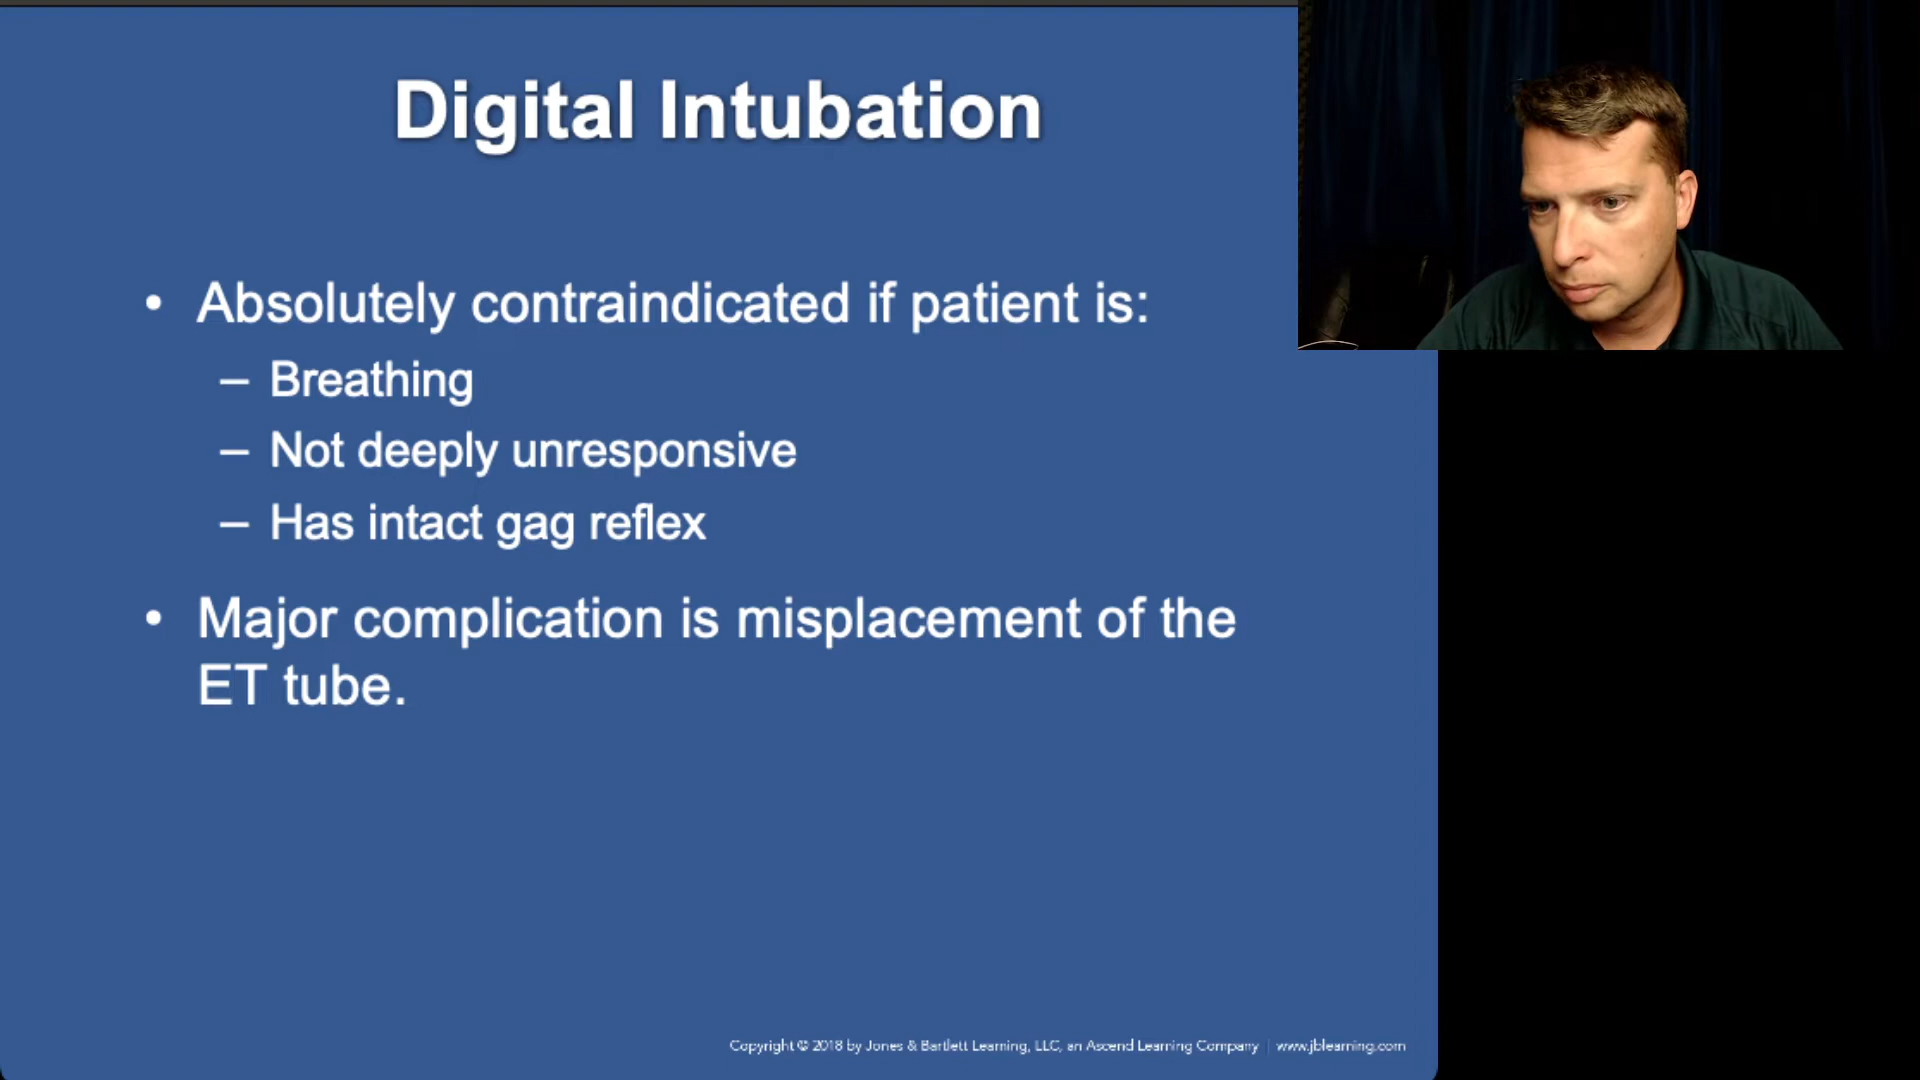 Digital Intubation
• Absolutely contraindicated if patient is:
– Breathing
– Not deeply unresponsive
– Has intact gag reflex
• Major complication is misplacement of the
ET tube.
Copyright © 2018 by Jones & Bartlett Learning, LLC, an Ascend Learning Company | www.jblearning.com